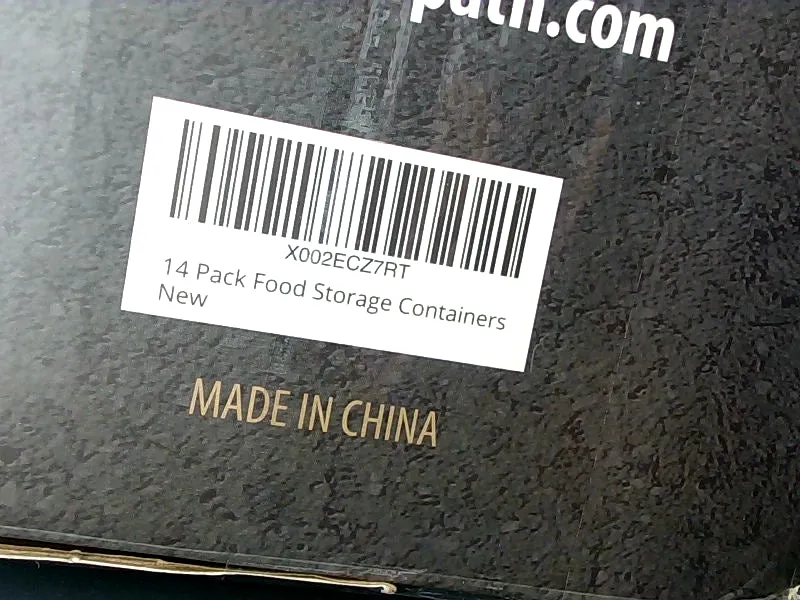 path.com
X002ECZ7RT
14 Pack Food Storage Containers
New
MADE IN CHINA